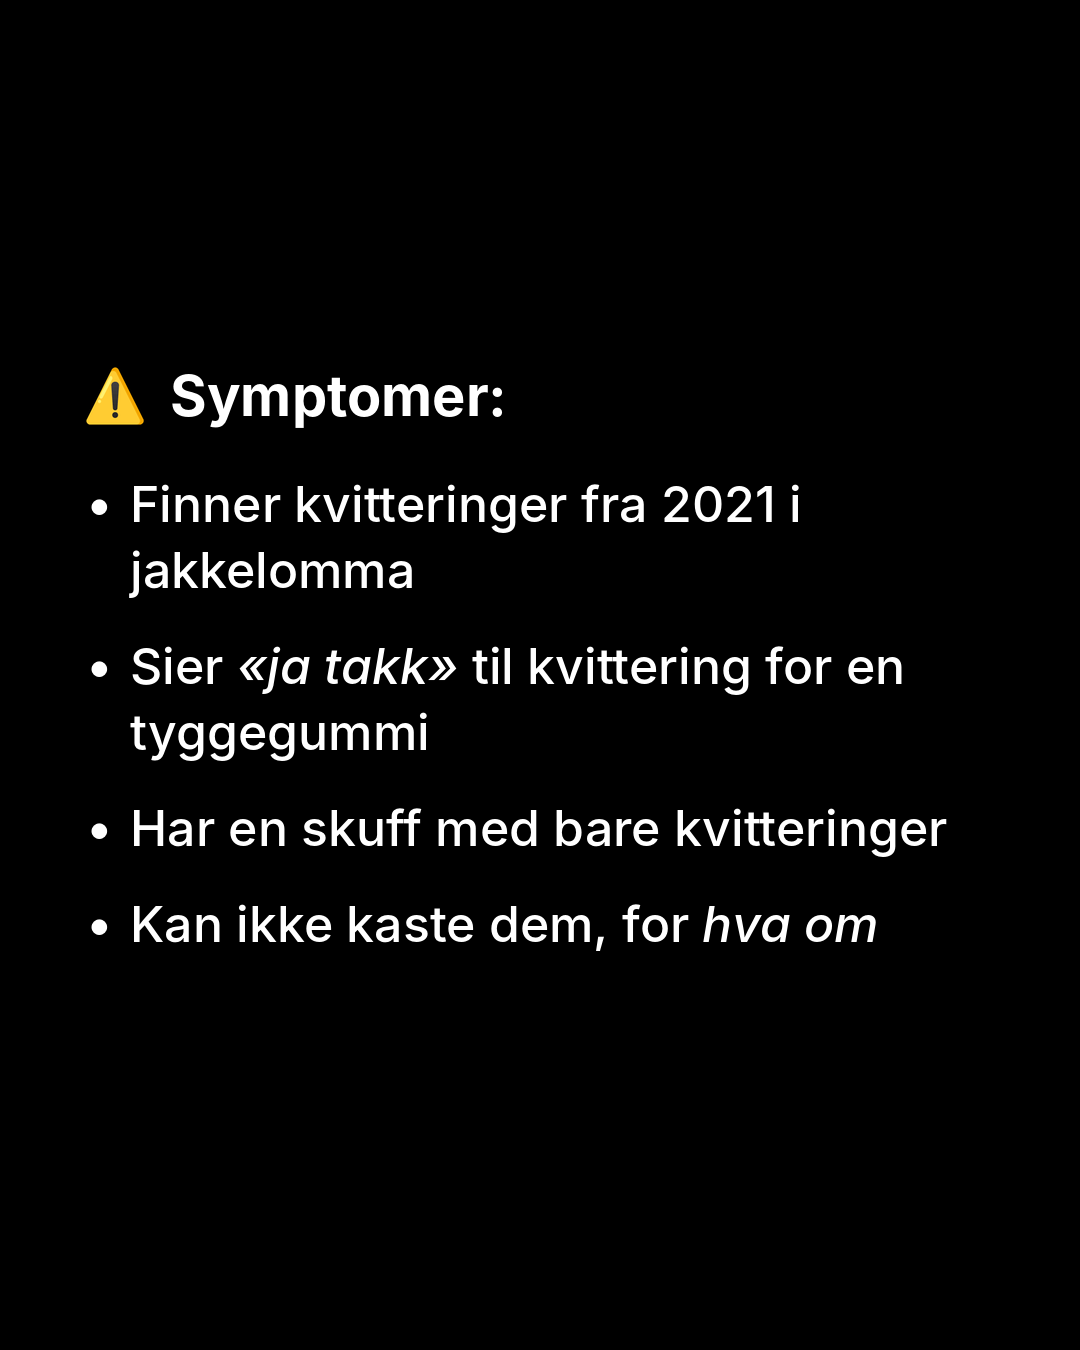 ⚠️ Symptomer:
• Finner kvitteringer fra 2021 i
jakkelomma
• Sier «ja takk» til kvittering for en
tyggegummi
• Har en skuff med bare kvitteringer
• Kan ikke kaste dem, for hva om